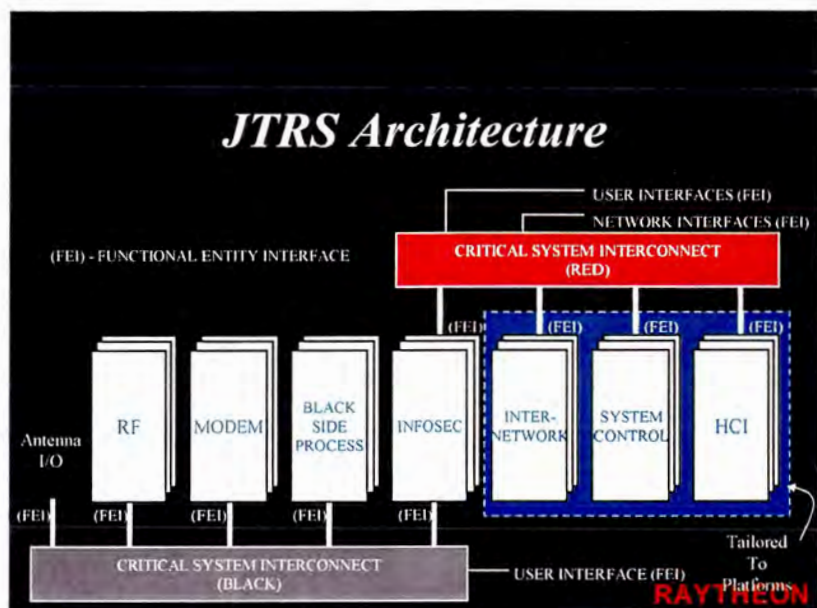 JTRS Architecture
USER INTERFACES (FEI)
NETWORK INTERFACES (FEI)
(FEI) - FUNCTIONAL ENTITY INTERFACE
CRITICAL SYSTEM INTERCONNECT
(RED)
(FEI) (FEI) (FEI) (FEI)
Antenna
I/O
RF
MODEM
BLACK
SIDE
PROCESS
INFOSEC
INTER-
NETWORK
SYSTEM
CONTROL
HCI
(FEI) (FEI) (FEI) (FEI) (FEI)
CRITICAL SYSTEM INTERCONNECT
(BLACK)
USER INTERFACE (FEI)
Tailored
To
Platforms
RAYTHEON